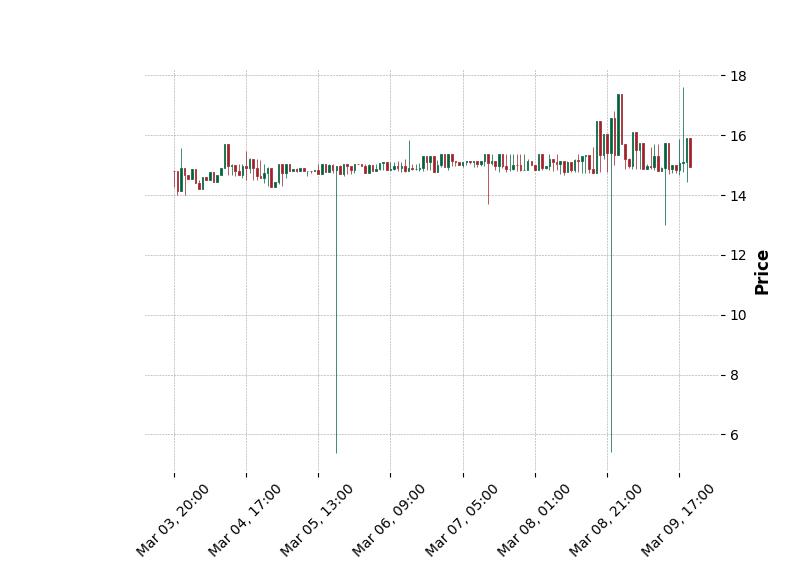 18
16
14
12
10
8
6
Price
Mar 03, 20:00
Mar 04, 17:00
Mar 05, 13:00
Mar 06, 09:00
Mar 07, 05:00
Mar 08, 01:00
Mar 08, 21:00
Mar 09, 17:00